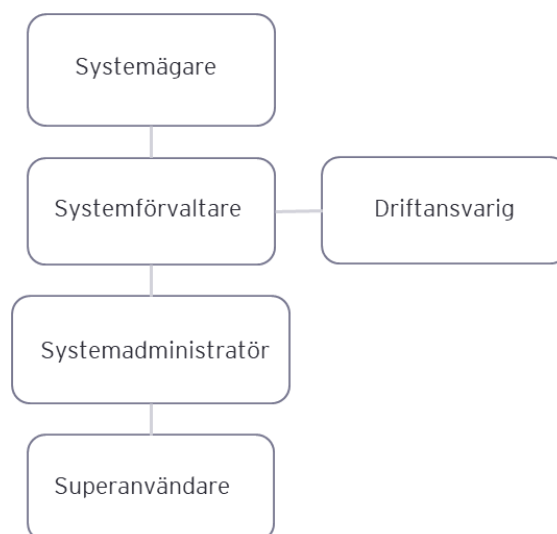 Systemägare
Systemförvaltare
Driftansvarig
Systemadministratör
Superanvändare